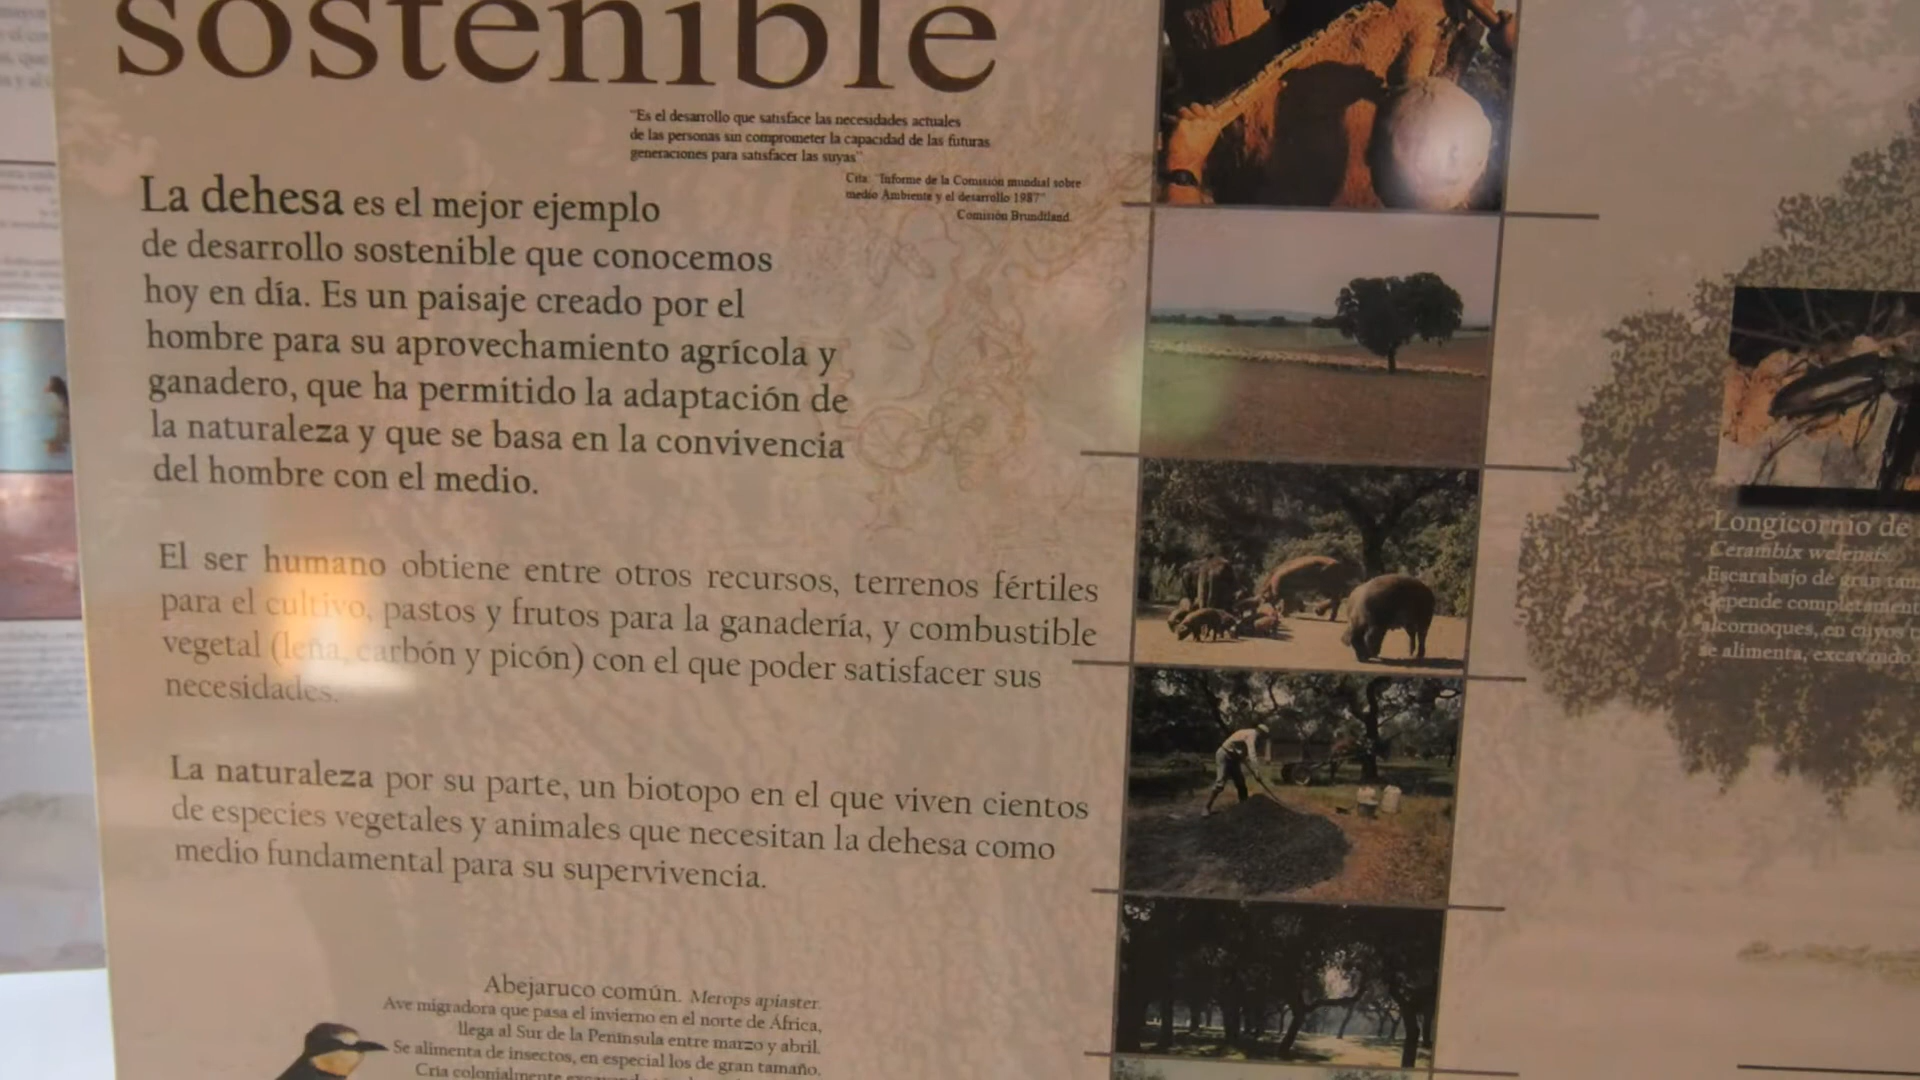 sostenible
"Es el desarrollo que satisface las necesidades actuales
de las personas sin comprometer la capacidad de las futuras
generaciones para satisfacer las suyas"
Cita "Informe de la Comisión mundial sobre
medio Ambiente y el desarrollo 1987"
Comisión Brundtland
La dehesa es el mejor ejemplo
de desarrollo sostenible que conocemos
hoy en día. Es un paisaje creado por el
hombre para su aprovechamiento agrícola y
ganadero, que ha permitido la adaptación de
la naturaleza y que se basa en la convivencia
del hombre con el medio.
El ser humano obtiene entre otros recursos, terrenos fértiles
para el cultivo, pastos y frutos para la ganadería, y combustible
vegetal (leña, carbón y picón) con el que poder satisfacer sus
necesidades.
La naturaleza por su parte, un biotopo en el que viven cientos
de especies vegetales y animales que necesitan la dehesa como
medio fundamental para su supervivencia.
Abejaruco común. Merops apiaster.
Ave migradora que pasa el invierno en el norte de África,
llega al Sur de la Península entre marzo y abril.
Se alimenta de insectos, en especial los de gran tamaño.
Cría colonialmente
Longicornio de
Cerambix welensis.
Escarabajo de gran
depende
alcornoques, en cuyos
se alimenta, excavando